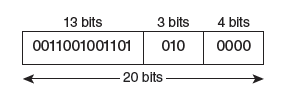 13 bits 3 bits 4 bits
0011001001101 010 0000
20 bits